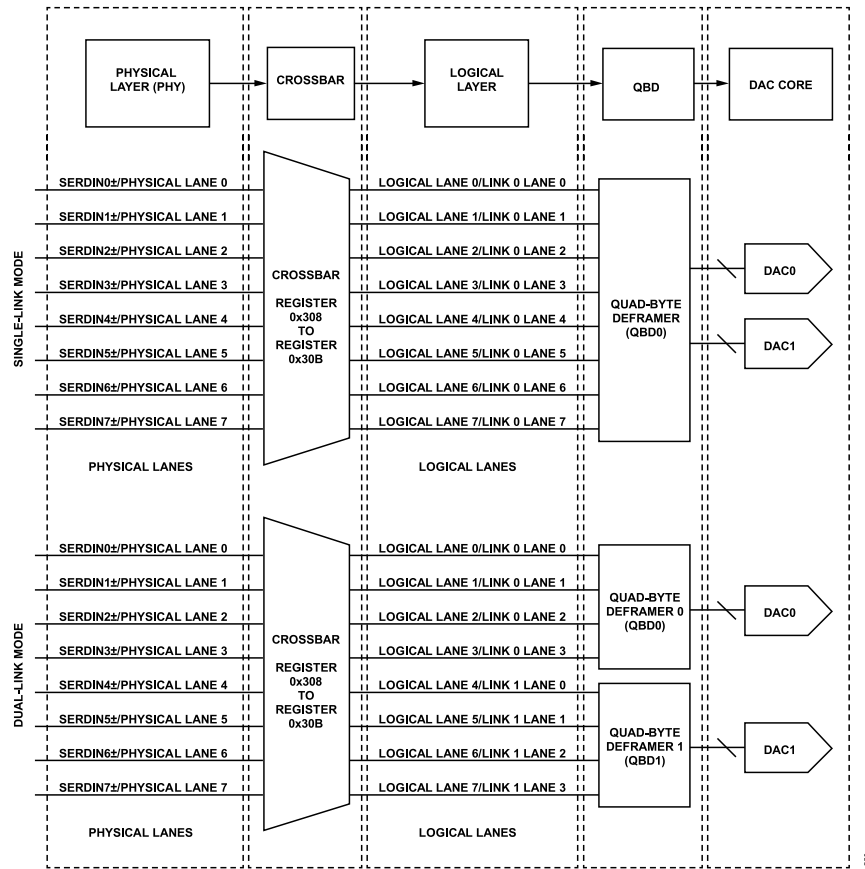 PHYSICAL
LAYER (PHY)
CROSSBAR
LOGICAL
LAYER
QBD
DAC CORE
SINGLE-LINK MODE
SERDIN0±/PHYSICAL LANE 0
SERDIN1±/PHYSICAL LANE 1
SERDIN2±/PHYSICAL LANE 2
SERDIN3±/PHYSICAL LANE 3
SERDIN4±/PHYSICAL LANE 4
SERDIN5±/PHYSICAL LANE 5
SERDIN6±/PHYSICAL LANE 6
SERDIN7±/PHYSICAL LANE 7
PHYSICAL LANES
CROSSBAR
REGISTER
0x308
TO
REGISTER
0x30B
LOGICAL LANE 0/LINK 0 LANE 0
LOGICAL LANE 1/LINK 0 LANE 1
LOGICAL LANE 2/LINK 0 LANE 2
LOGICAL LANE 3/LINK 0 LANE 3
LOGICAL LANE 4/LINK 0 LANE 4
LOGICAL LANE 5/LINK 0 LANE 5
LOGICAL LANE 6/LINK 0 LANE 6
LOGICAL LANE 7/LINK 0 LANE 7
LOGICAL LANES
QUAD-BYTE
DEFRAMER
(QBD0)
DAC0
DAC1
DUAL-LINK MODE
SERDIN0±/PHYSICAL LANE 0
SERDIN1±/PHYSICAL LANE 1
SERDIN2±/PHYSICAL LANE 2
SERDIN3±/PHYSICAL LANE 3
SERDIN4±/PHYSICAL LANE 4
SERDIN5±/PHYSICAL LANE 5
SERDIN6±/PHYSICAL LANE 6
SERDIN7±/PHYSICAL LANE 7
PHYSICAL LANES
CROSSBAR
REGISTER
0x308
TO
REGISTER
0x30B
LOGICAL LANE 0/LINK 0 LANE 0
LOGICAL LANE 1/LINK 0 LANE 1
LOGICAL LANE 2/LINK 0 LANE 2
LOGICAL LANE 3/LINK 0 LANE 3
LOGICAL LANE 4/LINK 1 LANE 0
LOGICAL LANE 5/LINK 1 LANE 1
LOGICAL LANE 6/LINK 1 LANE 2
LOGICAL LANE 7/LINK 1 LANE 3
LOGICAL LANES
QUAD-BYTE
DEFRAMER 0
(QBD0)
QUAD-BYTE
DEFRAMER 1
(QBD1)
DAC0
DAC1